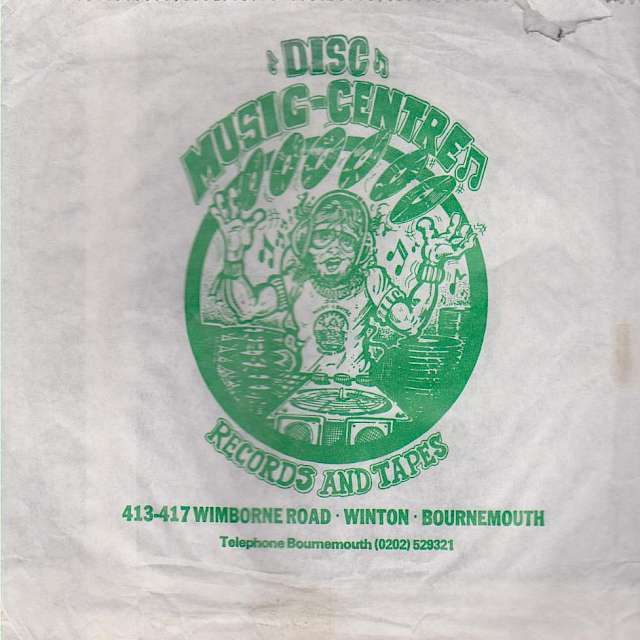 DISC
MUSIC-CENTRE
RECORDS AND TAPES
413-417 WIMBORNE ROAD · WINTON · BOURNEMOUTH
Telephone Bournemouth (0202) 529321